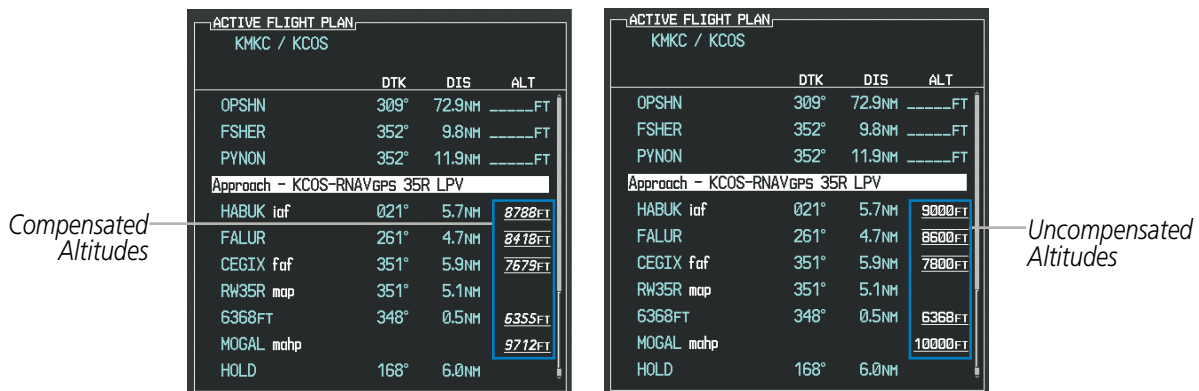 ACTIVE FLIGHT PLAN
KMKC / KCOS
DTK DIS ALT
OPSHN 309° 72.9NM _____FT
FSHER 352° 9.8NM _____FT
PYNON 352° 11.9NM _____FT
Approach - KCOS-RNAVGPS 35R LPV
HABUK iaf 021° 5.7NM 8788FT
FALUR 261° 4.7NM 8418FT
CEGIX faf 351° 5.9NM 7679FT
RW35R map 351° 5.1NM
6368FT 348° 0.5NM 6355FT
MOGAL mahp 9712FT
HOLD 168° 6.0NM
Compensated
Altitudes
ACTIVE FLIGHT PLAN
KMKC / KCOS
DTK DIS ALT
OPSHN 309° 72.9NM _____FT
FSHER 352° 9.8NM _____FT
PYNON 352° 11.9NM _____FT
Approach - KCOS-RNAVGPS 35R LPV
HABUK iaf 021° 5.7NM 9000FT
FALUR 261° 4.7NM 8600FT
CEGIX faf 351° 5.9NM 7800FT
RW35R map 351° 5.1NM
6368FT 348° 0.5NM 6368FT
MOGAL mahp 10000FT
HOLD 168° 6.0NM
Uncompensated
Altitudes